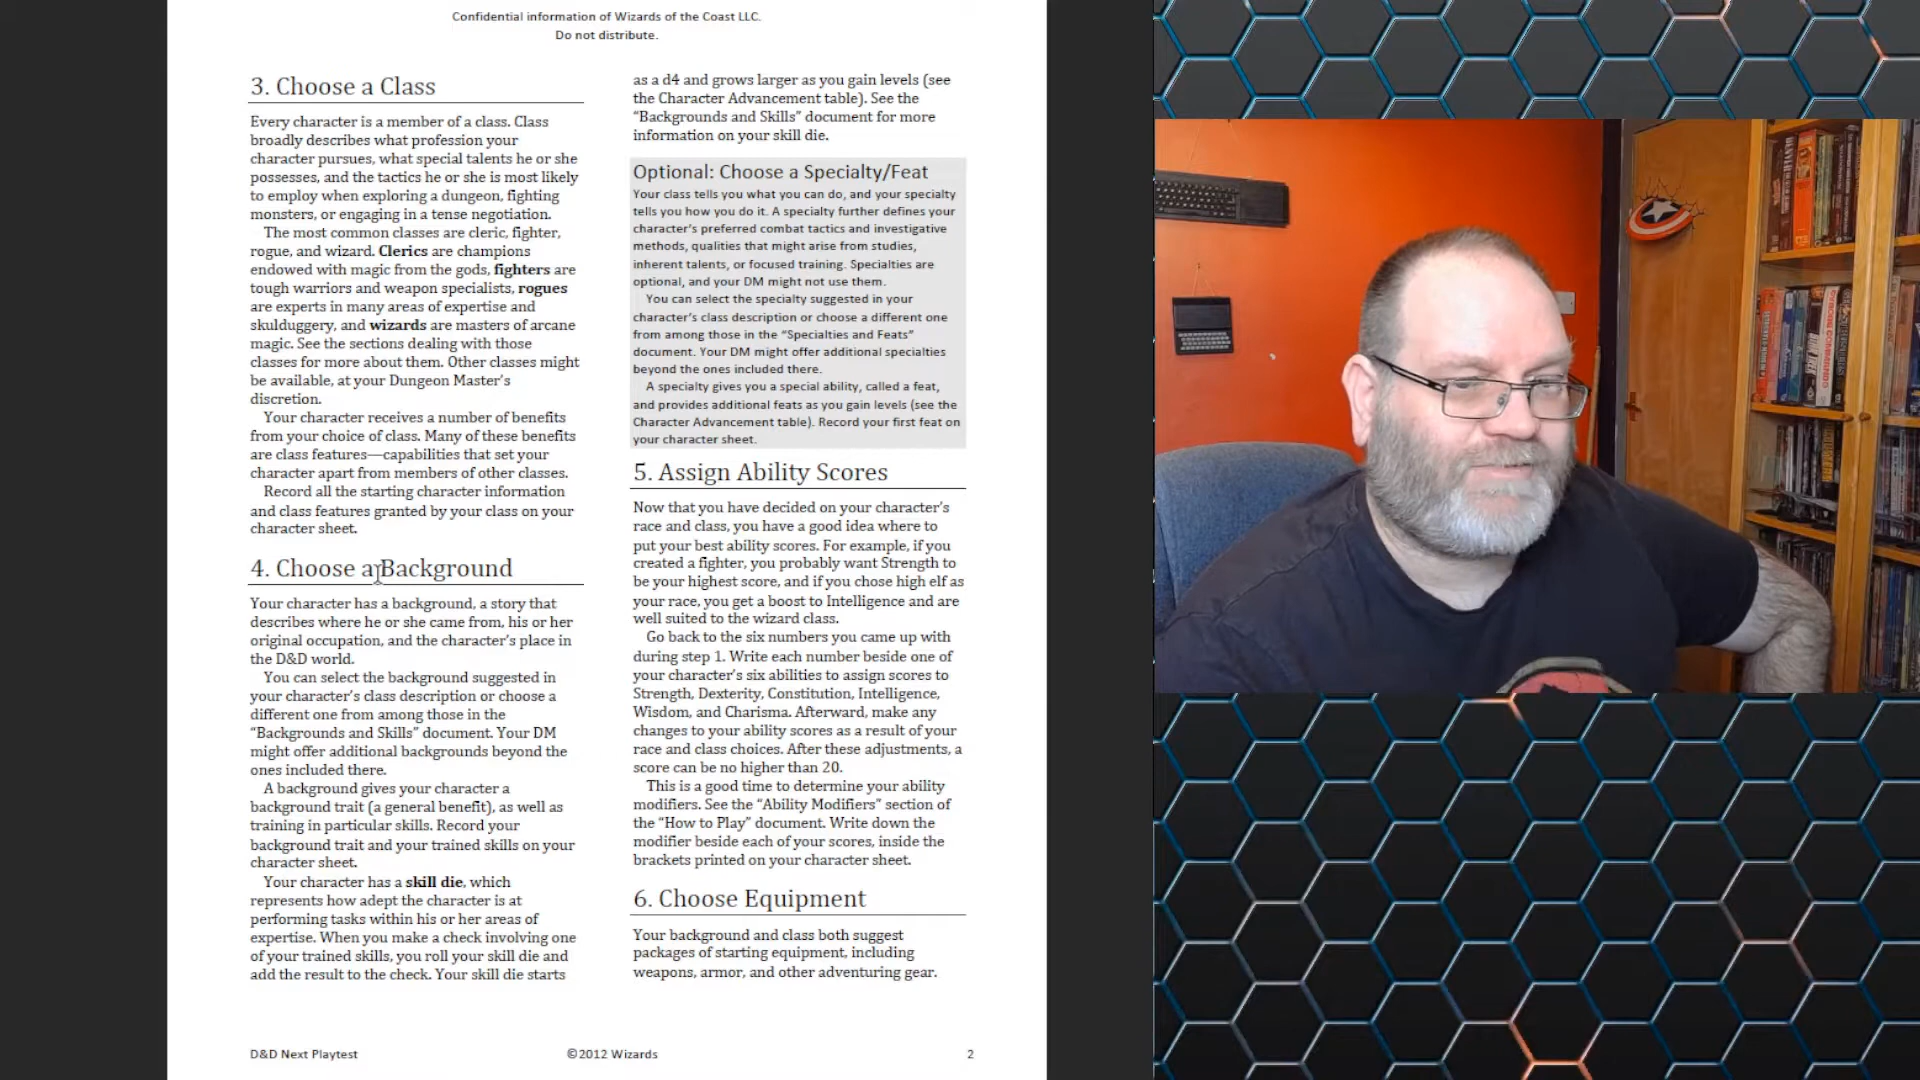 Confidential information of Wizards of the Coast LLC.
Do not distribute.
3. Choose a Class
Every character is a member of a class. Class
broadly describes what profession your
character pursues, what special talents he or she
possesses, and the tactics he or she is most likely
to employ when exploring a dungeon, fighting
monsters, or engaging in a tense negotiation.
The most common classes are cleric, fighter,
rogue, and wizard. Clerics are champions
endowed with magic from the gods, fighters are
tough warriors and weapon specialists, rogues
are experts in many areas of expertise and
skulduggery, and wizards are masters of arcane
magic. See the sections dealing with those
classes for more about them. Other classes might
be available, at your Dungeon Master's
discretion.
Your character receives a number of benefits
from your choice of class. Many of these benefits
are class features—capabilities that set your
character apart from members of other classes.
Record all the starting character information
and class features granted by your class on your
character sheet.
4. Choose a Background
Your character has a background, a story that
describes where he or she came from, his or her
original occupation, and the character's place in
the D&D world.
You can select the background suggested in
your character's class description or choose a
different one from among those in the
“Backgrounds and Skills” document. Your DM
might offer additional backgrounds beyond the
ones included there.
A background gives your character a
background trait (a general benefit), as well as
training in particular skills. Record your
background trait and your trained skills on your
character sheet.
Your character has a skill die, which
represents how adept the character is at
performing tasks within his or her areas of
expertise. When you make a check involving one
of your trained skills, you roll your skill die and
add the result to the check. Your skill die starts
as a d4 and grows larger as you gain levels (see
the Character Advancement table). See the
“Backgrounds and Skills” document for more
information on your skill die.
Optional: Choose a Specialty/Feat
Your class tells you what you can do, and your specialty
tells you how you do it. A specialty further defines your
character's preferred combat tactics and investigative
methods, qualities that might arise from studies,
inherent talents, or focused training. Specialties are
optional, and your DM might not use them.
You can select the specialty suggested in your
character's class description or choose a different one
from among those in the “Specialties and Feats”
document. Your DM might offer additional specialties
beyond the ones included there.
A specialty gives you a special ability, called a feat,
and provides additional feats as you gain levels (see the
Character Advancement table). Record your first feat on
your character sheet.
5. Assign Ability Scores
Now that you have decided on your character's
race and class, you have a good idea where to
put your best ability scores. For example, if you
created a fighter, you probably want Strength to
be your highest score, and if you chose high elf as
your race, you get a boost to Intelligence and are
well suited to the wizard class.
Go back to the six numbers you came up with
during step 1. Write each number beside one of
your character's six abilities to assign scores to
Strength, Dexterity, Constitution, Intelligence,
Wisdom, and Charisma. Afterward, make any
changes to your ability scores as a result of your
race and class choices. After these adjustments, a
score can be no higher than 20.
This is a good time to determine your ability
modifiers. See the “Ability Modifiers” section of
the “How to Play” document. Write down the
modifier beside each of your scores, inside the
brackets printed on your character sheet.
6. Choose Equipment
Your background and class both suggest
packages of starting equipment, including
weapons, armor, and other adventuring gear.
D&D Next Playtest
©2012 Wizards
2